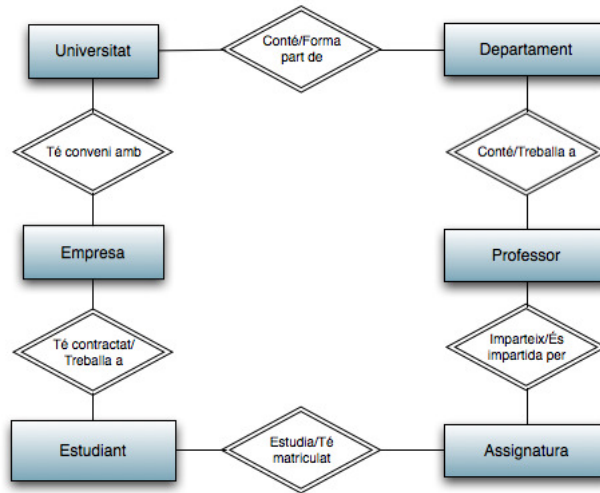 Universitat
Conté/Forma
part de
Departament
Té conveni amb
Conté/Treballa a
Empresa
Professor
Té contractat/
Treballa a
Imparteix/És
impartida per
Estudiant
Estudia/Té
matriculat
Assignatura